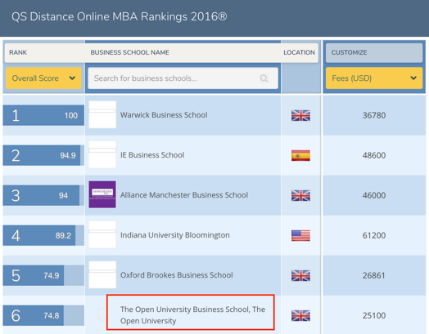 QS Distance Online MBA Rankings 2016®
RANK BUSINESS SCHOOL NAME LOCATION CUSTOMIZE
Overall Score Search for business schools... Fees (USD)
1 100 Warwick Business School 36780
2 94.9 IE Business School 48600
3 94 Alliance Manchester Business School 46000
4 89.2 Indiana University Bloomington 61200
5 74.9 Oxford Brookes Business School 26861
6 74.8 The Open University Business School, The 25100
Open University